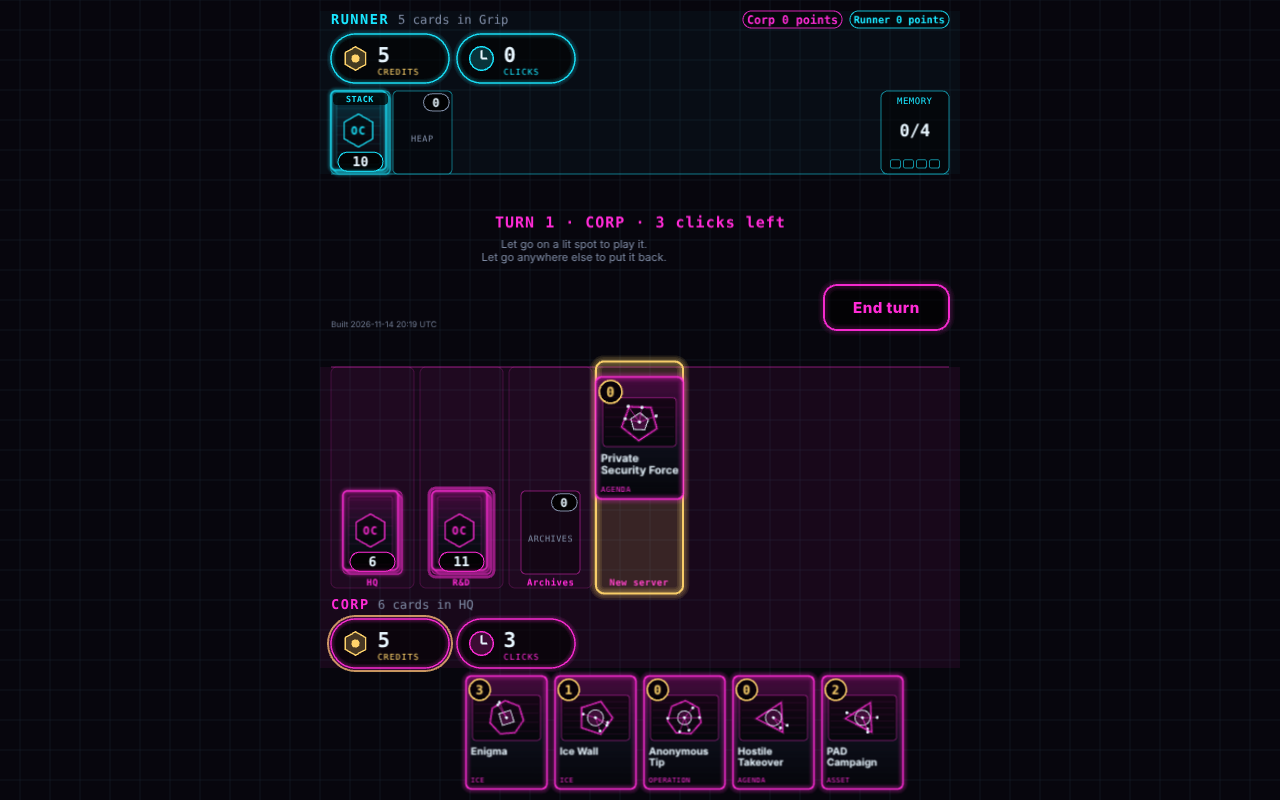 RUNNER 5 cards in Grip
Corp 0 points
Runner 0 points
5
CREDITS
0
CLICKS
STACK
OC
10
0
HEAP
MEMORY
0/4
TURN 1 · CORP · 3 clicks left
Let go on a lit spot to play it.
Let go anywhere else to put it back.
End turn
Built 2026-11-14 20:19 UTC
0
Private
Security Force
AGENDA
OC
6
HQ
OC
11
R&D
0
ARCHIVES
Archives
New server
CORP 6 cards in HQ
5
CREDITS
3
CLICKS
3
Enigma
ICE
1
Ice Wall
ICE
0
Anonymous
Tip
OPERATION
0
Hostile
Takeover
AGENDA
2
PAD
Campaign
ASSET